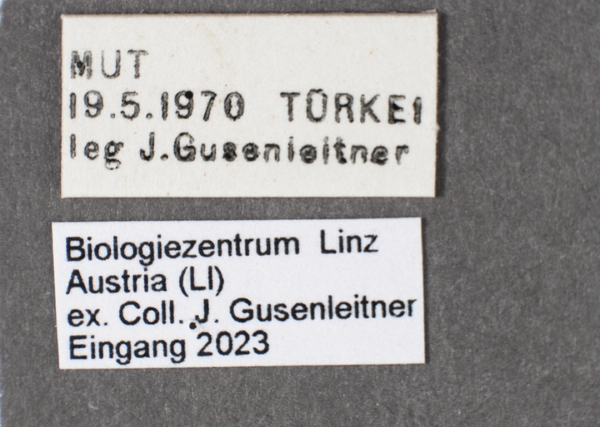 MUT
19.5.1970 TÜRKEI
leg J.Gusenleitner
Biologiezentrum Linz
Austria (LI)
ex. Coll. J. Gusenleitner
Eingang 2023